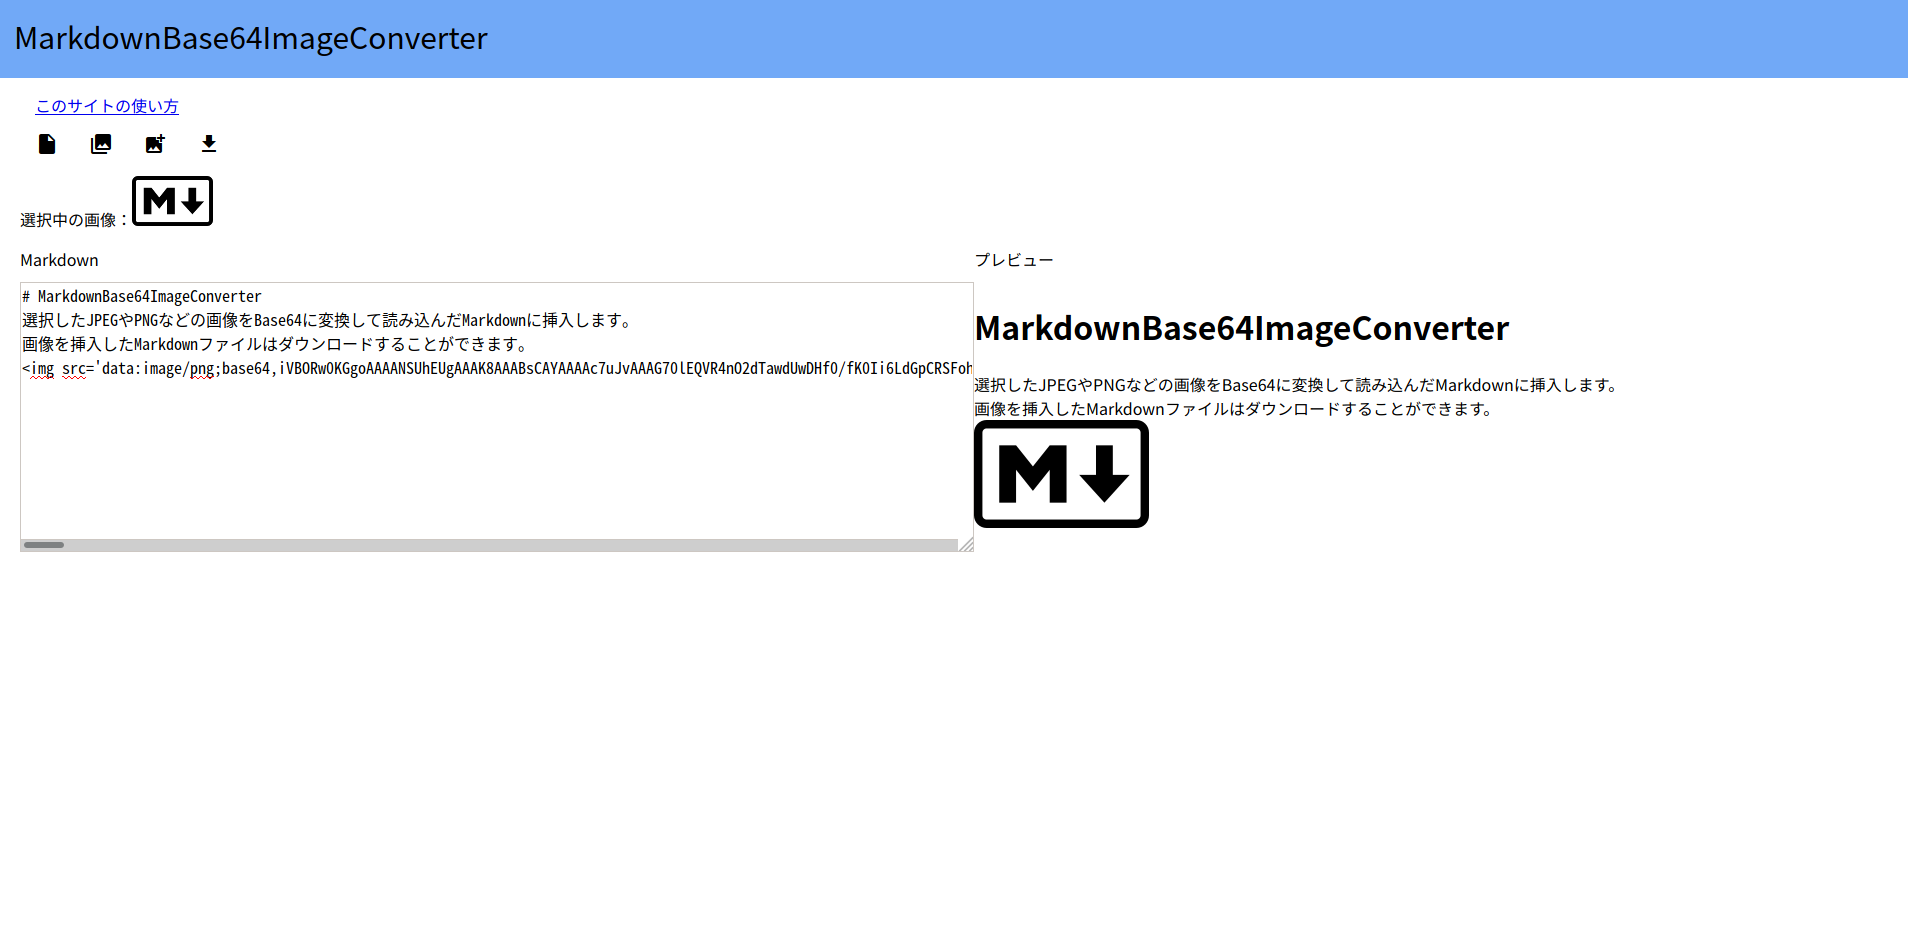 MarkdownBase64ImageConverter
このサイトの使い方
選択中の画像：
M
Markdown
プレビュー
# MarkdownBase64ImageConverter
選択したJPEGやPNGなどの画像をBase64に変換して読み込んだMarkdownに挿入します。
画像を挿入したMarkdownファイルはダウンロードすることができます。
<img src='data:image/png;base64,iVBORw0KGgoAAAANSUhEUgAAAK8AAABsCAYAAAAc7uJvAAAG70lEQVR4nO2dTawdUwDHf0/fK0Ii6LdGpCRSFoh
MarkdownBase64ImageConverter
選択したJPEGやPNGなどの画像をBase64に変換して読み込んだMarkdownに挿入します。
画像を挿入したMarkdownファイルはダウンロードすることができます。
M